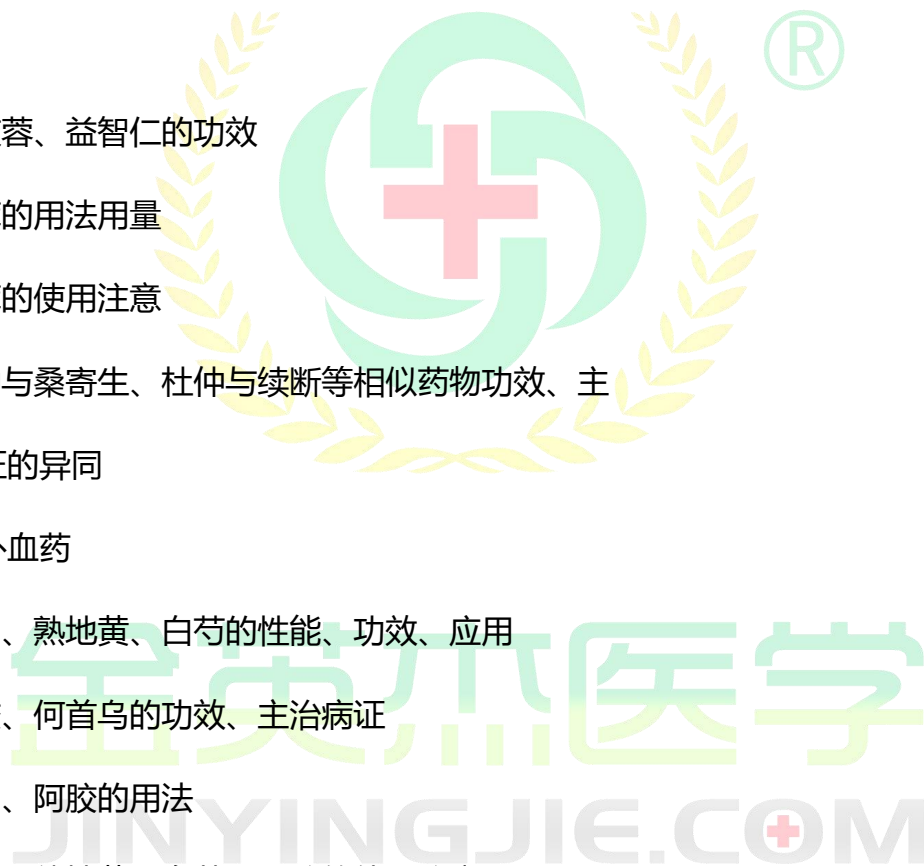 蓉、益智仁的功效
的用法用量
的使用注意
与桑寄生、杜仲与续断等相似药物功效、主
的异同
血药
、熟地黄、白芍的性能、功效、应用
、何首乌的功效、主治病证
、阿胶的用法
金英杰医学
JINYINGJIE.COM
®